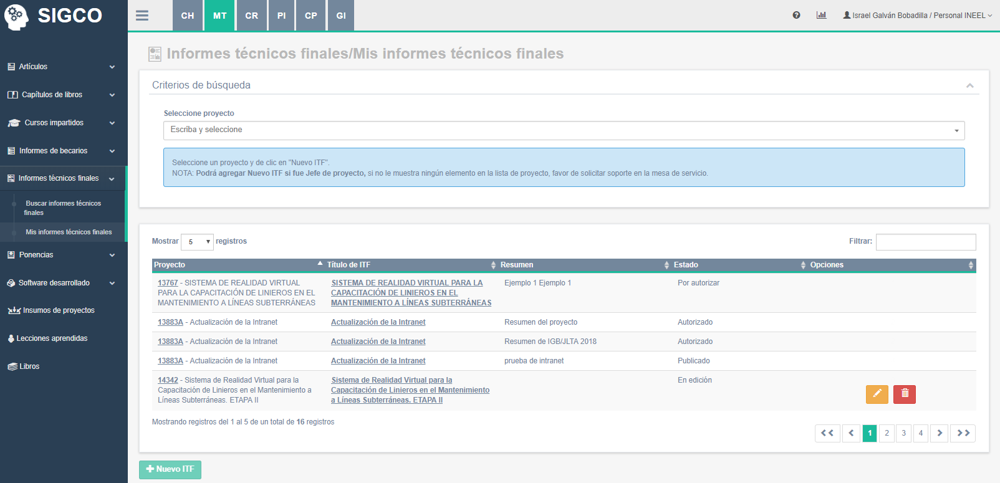 SIGCO
CH MT CR PI CP GI
Israel Galván Bobadilla / Personal INEEL
Artículos
Capítulos de libros
Cursos impartidos
Informes de becarios
Informes técnicos finales
Buscar informes técnicos
finales
Mis informes técnicos finales
Ponencias
Software desarrollado
Insumos de proyectos
Lecciones aprendidas
Libros
Informes técnicos finales/Mis informes técnicos finales
Criterios de búsqueda
Seleccione proyecto
Escriba y seleccione
Seleccione un proyecto y de clic en "Nuevo ITF".
NOTA: Podrá agregar Nuevo ITF si fue Jefe de proyecto, si no le muestra ningún elemento en la lista de proyecto, favor de solicitar soporte en la mesa de servicio.
Mostrar 5 registros
Filtrar:
Proyecto Título de ITF Resumen Estado Opciones
13767 - SISTEMA DE REALIDAD VIRTUAL
PARA LA CAPACITACIÓN DE LINIEROS EN EL
MANTENIMIENTO A LÍNEAS SUBTERRÁNEAS
SISTEMA DE REALIDAD VIRTUAL PARA LA
CAPACITACIÓN DE LINIEROS EN EL
MANTENIMIENTO A LÍNEAS SUBTERRÁNEAS
Ejemplo 1 Ejemplo 1
Por autorizar
13883A - Actualización de la Intranet Actualización de la Intranet Resumen del proyecto Autorizado
13883A - Actualización de la Intranet Actualización de la Intranet Resumen de IGB/JLTA 2018 Autorizado
13883A - Actualización de la Intranet Actualización de la Intranet prueba de intranet Publicado
14342 - Sistema de Realidad Virtual para la
Capacitación de Linieros en el Mantenimiento a
Líneas Subterráneas. ETAPA II
Sistema de Realidad Virtual para la
Capacitación de Linieros en el Mantenimiento
a Líneas Subterráneas. ETAPA II
En edición
Mostrando registros del 1 al 5 de un total de 16 registros
1 2 3 4
Nuevo ITF